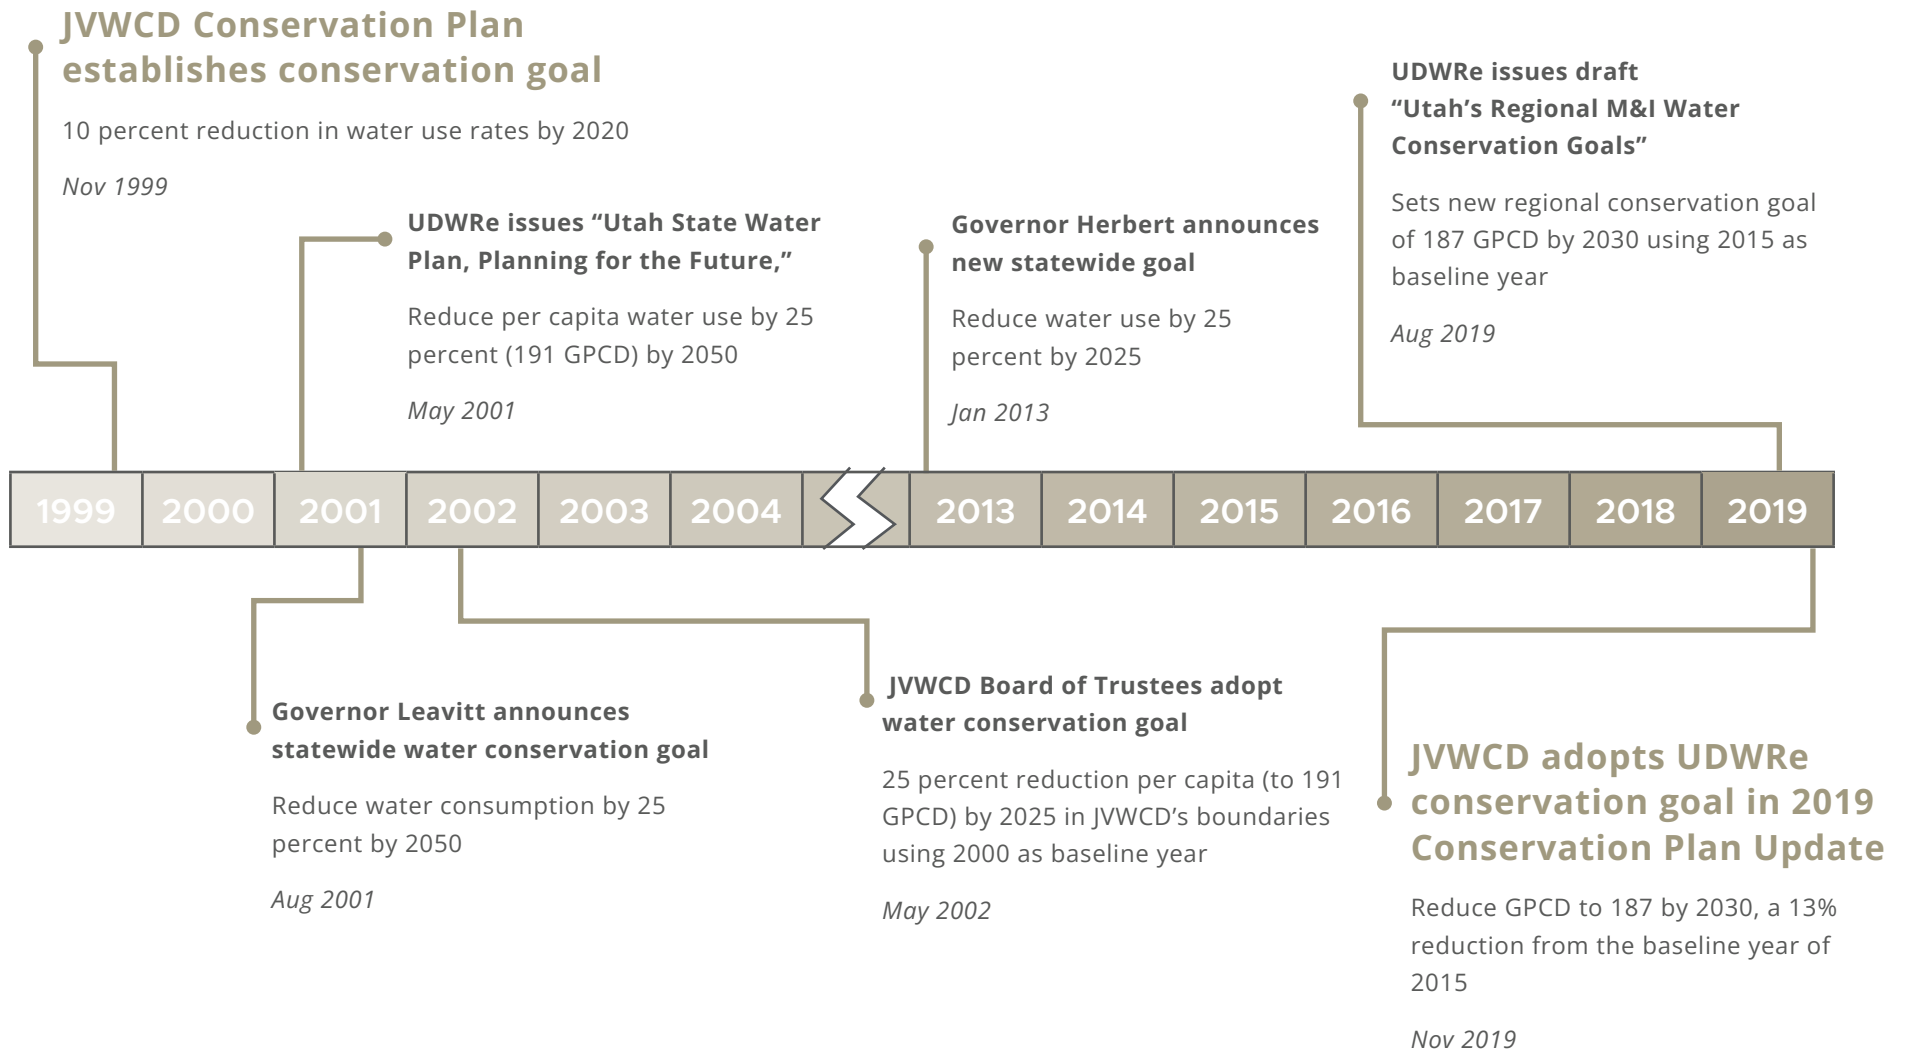 JVWCD Conservation Plan
establishes conservation goal
10 percent reduction in water use rates by 2020
Nov 1999
UDWRe issues “Utah State Water
Plan, Planning for the Future,”
Reduce per capita water use by 25
percent (191 GPCD) by 2050
May 2001
Governor Herbert announces
new statewide goal
Reduce water use by 25
percent by 2025
Jan 2013
UDWRe issues draft
“Utah’s Regional M&I Water
Conservation Goals”
Sets new regional conservation goal
of 187 GPCD by 2030 using 2015 as
baseline year
Aug 2019
1999 2000 2001 2002 2003 2004 2013 2014 2015 2016 2017 2018 2019
Governor Leavitt announces
statewide water conservation goal
Reduce water consumption by 25
percent by 2050
Aug 2001
JVWCD Board of Trustees adopt
water conservation goal
25 percent reduction per capita (to 191
GPCD) by 2025 in JVWCD’s boundaries
using 2000 as baseline year
May 2002
JVWCD adopts UDWRe
conservation goal in 2019
Conservation Plan Update
Reduce GPCD to 187 by 2030, a 13%
reduction from the baseline year of
2015
Nov 2019